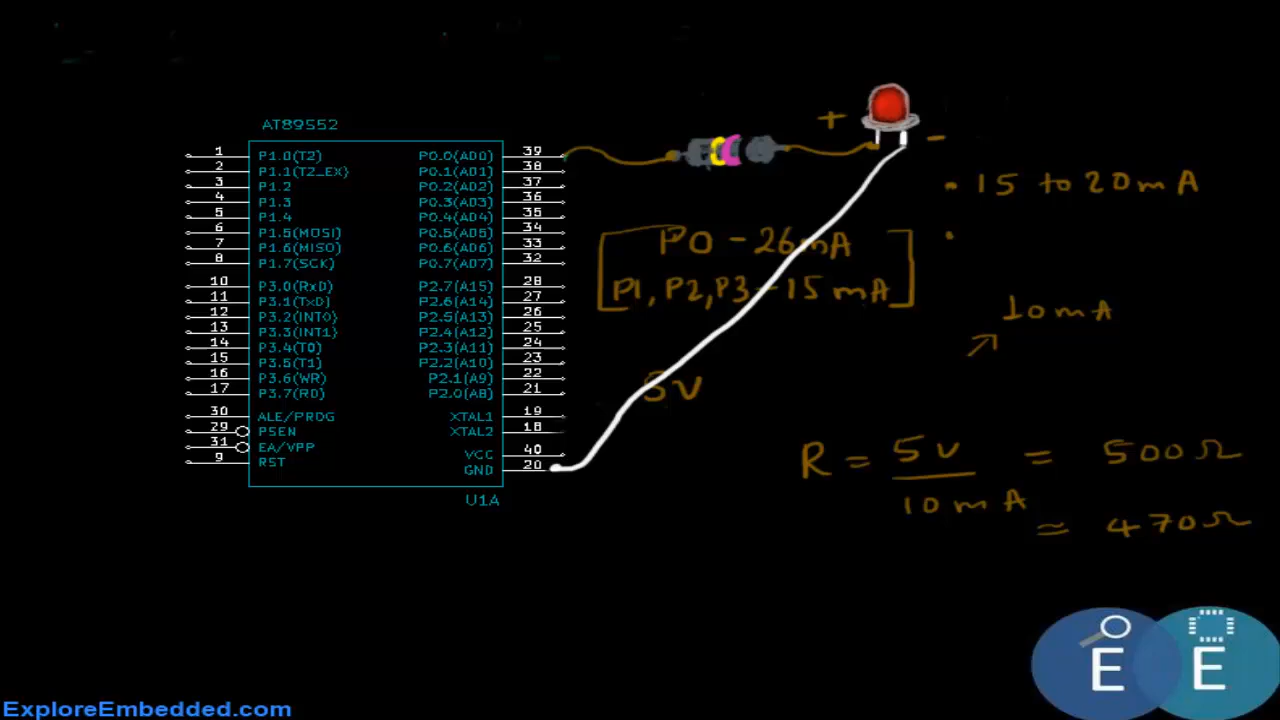 AT89552
1 P1.0(T2) P0.0(AD0) 39
2 P1.1(T2_EX} P0.1(AD1) 38
3 P1.2 P0.2(AD2) 37
4 P1.3 P0.3(AD3) 36
5 P1.4 P0.4(AD4) 35
6 P1.5(MOSI) P0.5(AD5) 34
7 P1.6(MISO) P0.6(AD6) 33
8 P1.7(SCK) P0.7(AD7) 32
10 P3.0(RxD) P2.7(A15) 28
11 P3.1(TxD) P2.6(A14) 27
12 P3.2(INT0} P2.5(A13) 26
13 P3.3(INT1} P2.4(A12) 25
14 P3.4(T0) P2.3(A11) 24
15 P3.5(T1) P2.2(A10) 23
16 P3.6(WR) P2.1(A9) 22
17 P3.7(RD) P2.0(A8) 21
30 ALE/PROG XTAL1 19
29 PSEN XTAL2 18
31 EA/VPP VCC 40
9 RST GND 20
U1A
+ -
• 15 to 20mA
•
[P0 - 26mA
P1, P2, P3 - 15mA]
10mA
5V
R = 5V / 10mA = 500Ω
≈ 470Ω
E E
ExploreEmbedded.com